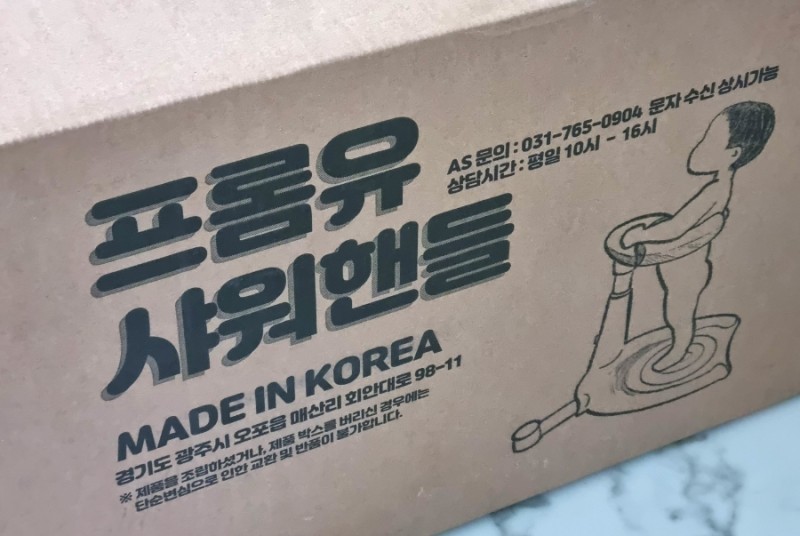 프롬유
샤워핸들
AS 문의 : 031-765-0904 문자 수신 상시가능
상담시간 : 평일 10시 - 16시
MADE IN KOREA
경기도 광주시 오포읍 매산리 회안대로 98-11
※ 제품을 조립하셨거나, 제품 박스를 버리신 경우에는
단순변심으로 인한 교환 및 반품이 불가합니다.